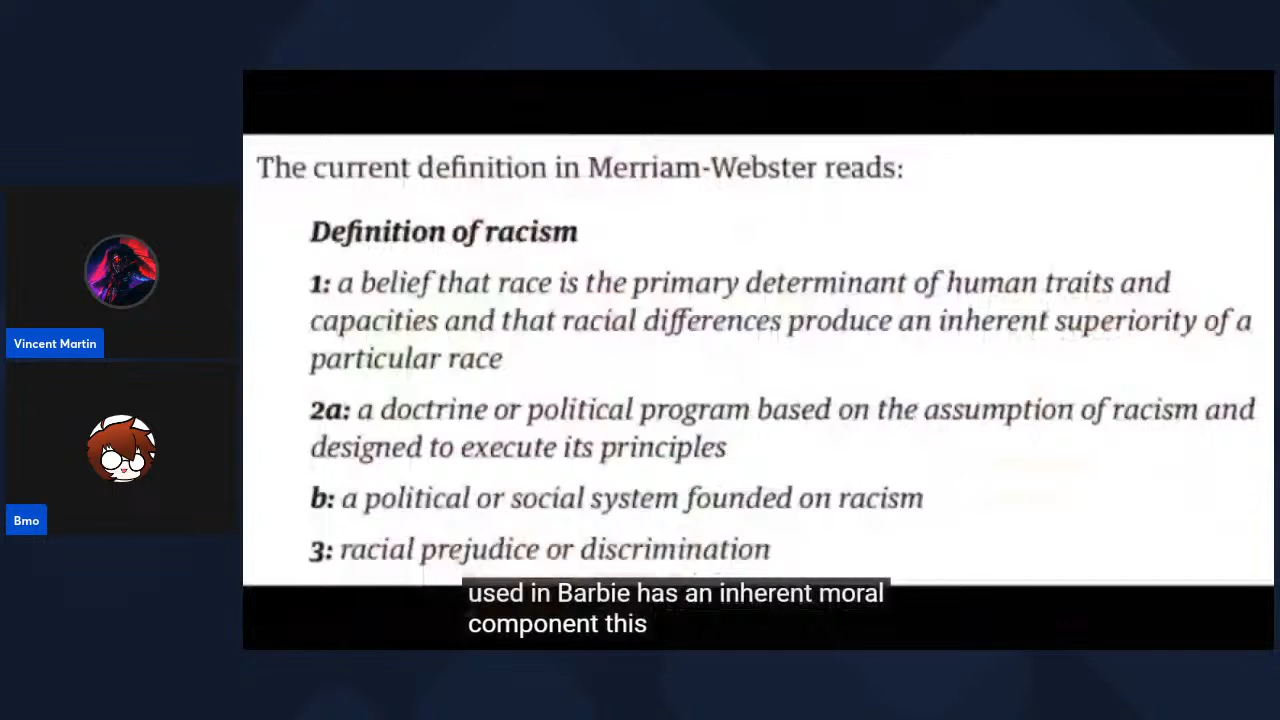 The current definition in Merriam-Webster reads:
Definition of racism
1: a belief that race is the primary determinant of human traits and
capacities and that racial differences produce an inherent superiority of a
particular race
2a: a doctrine or political program based on the assumption of racism and
designed to execute its principles
b: a political or social system founded on racism
3: racial prejudice or discrimination
used in Barbie has an inherent moral
component this
Vincent Martin
Bmo